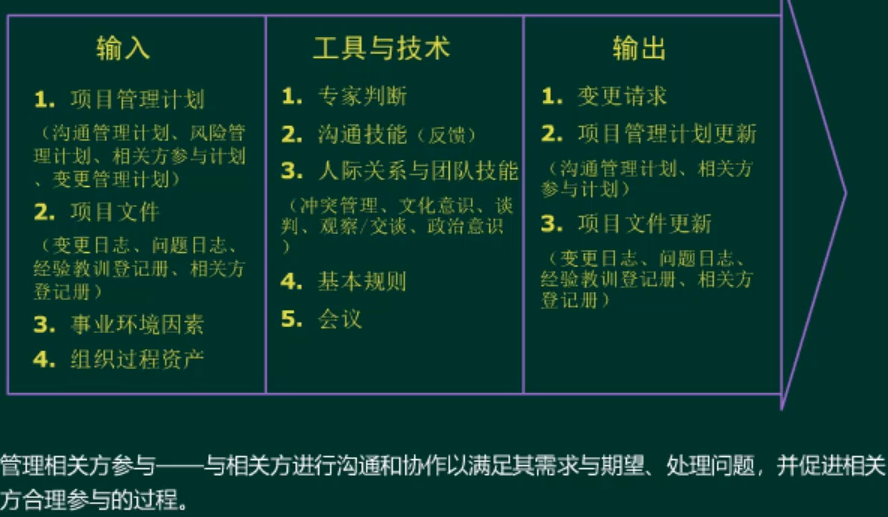 输入
1. 项目管理计划
（沟通管理计划、风险管
理计划、相关方参与计划
、变更管理计划）
2. 项目文件
（变更日志、问题日志、
经验教训登记册、相关方
登记册）
3. 事业环境因素
4. 组织过程资产
工具与技术
1. 专家判断
2. 沟通技能（反馈）
3. 人际关系与团队技能
（冲突管理、文化意识、谈
判、观察/交谈、政治意识
）
4. 基本规则
5. 会议
输出
1. 变更请求
2. 项目管理计划更新
（沟通管理计划、相关方
参与计划）
3. 项目文件更新
（变更日志、问题日志、
经验教训登记册、相关方
登记册）
管理相关方参与——与相关方进行沟通和协作以满足其需求与期望、处理问题，并促进相关
方合理参与的过程。